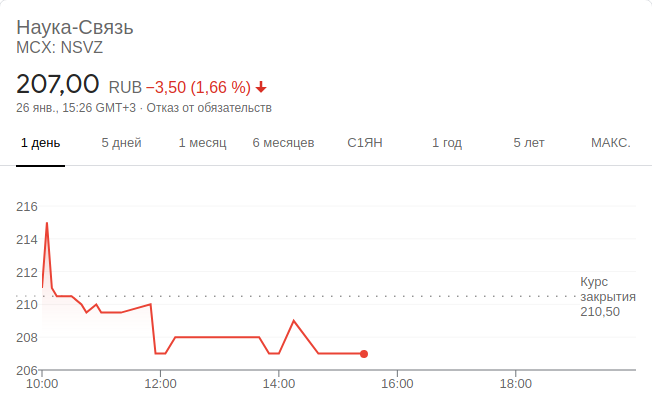 Наука-Связь
MCX: NSVZ
207,00 RUB −3,50 (1,66 %)
26 янв., 15:26 GMT+3 · Отказ от обязательств
1 день 5 дней 1 месяц 6 месяцев С1ЯН 1 год 5 лет МАКС.
216
214
212
210
208
206
Курс
закрытия
210,50
10:00 12:00 14:00 16:00 18:00